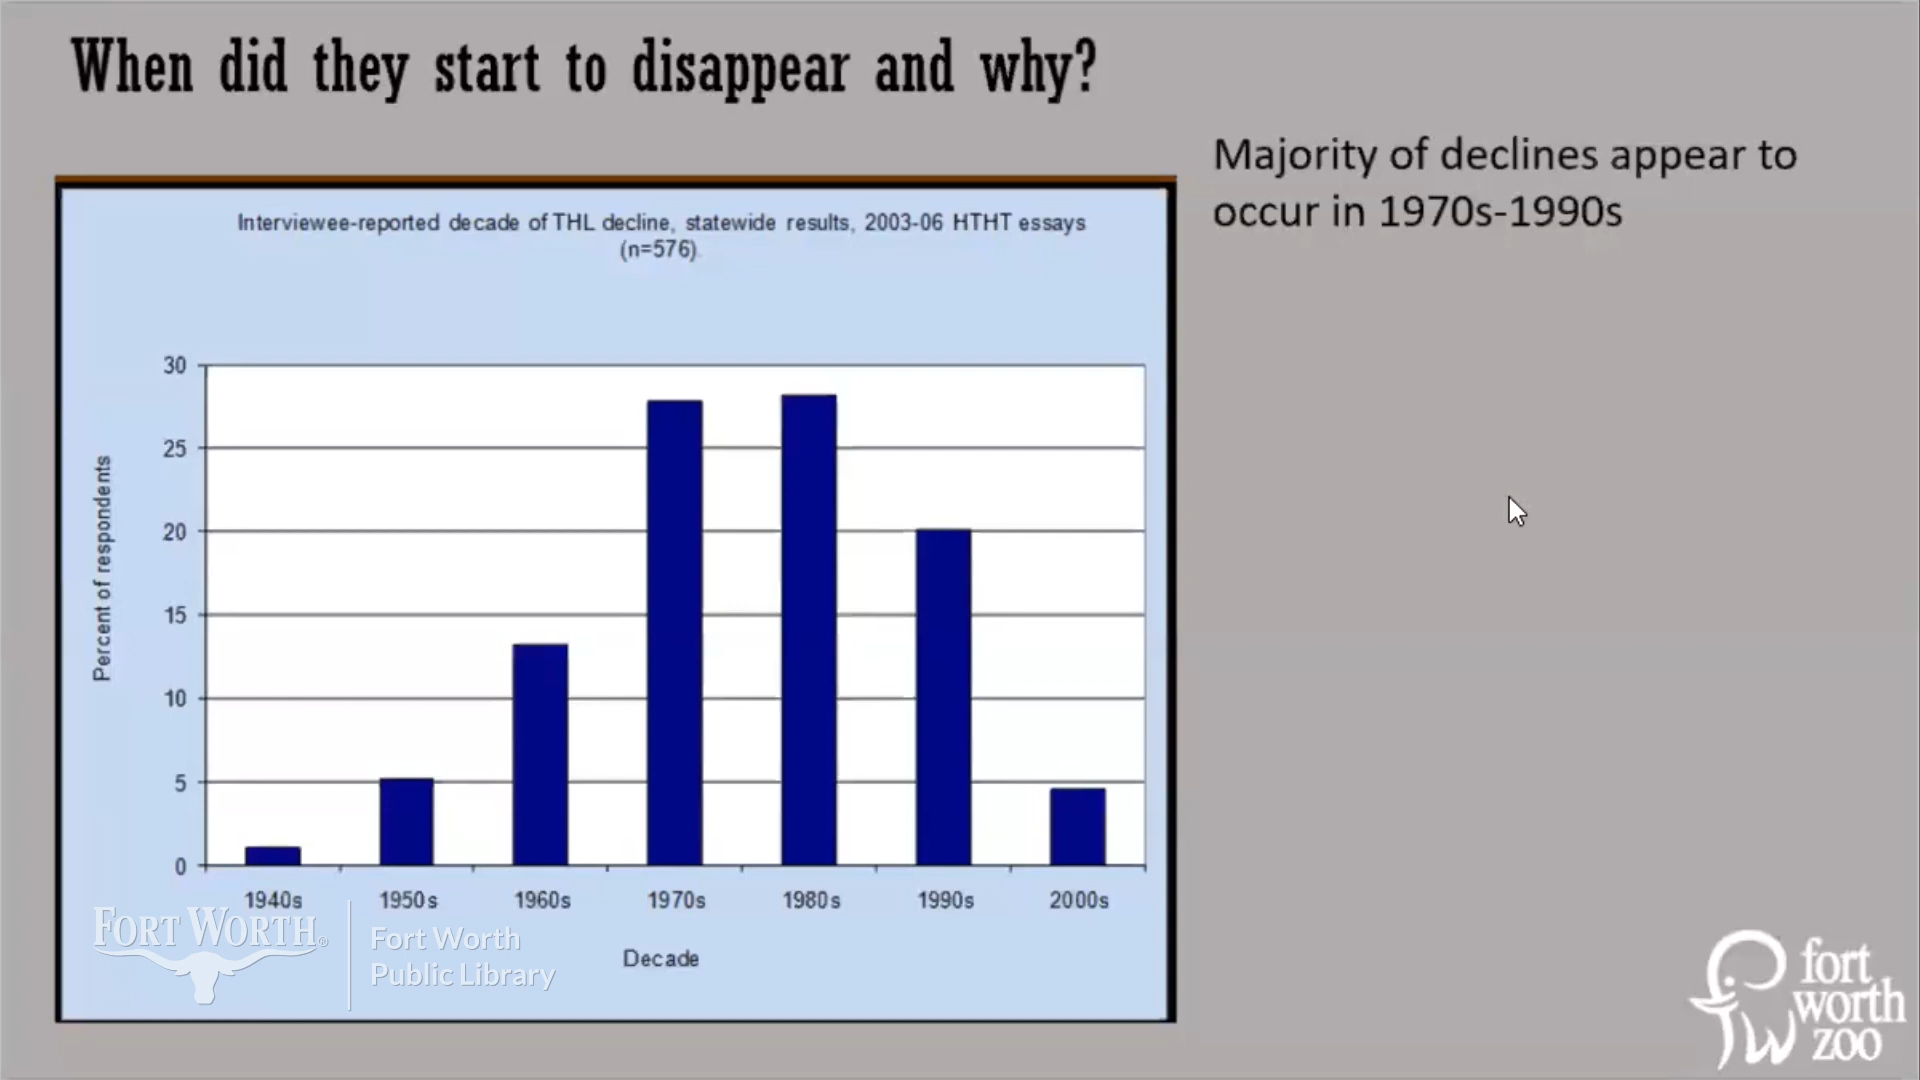 When did they start to disappear and why?
Majority of declines appear to
occur in 1970s-1990s
Interviewee-reported decade of THL decline, statewide results, 2003-06 HTHT essays
(n=576)
Percent of respondents
30
25
20
15
10
5
0
1940s 1950s 1960s 1970s 1980s 1990s 2000s
Decade
FORT WORTH®
Fort Worth
Public Library
fort
worth
zoo
fw